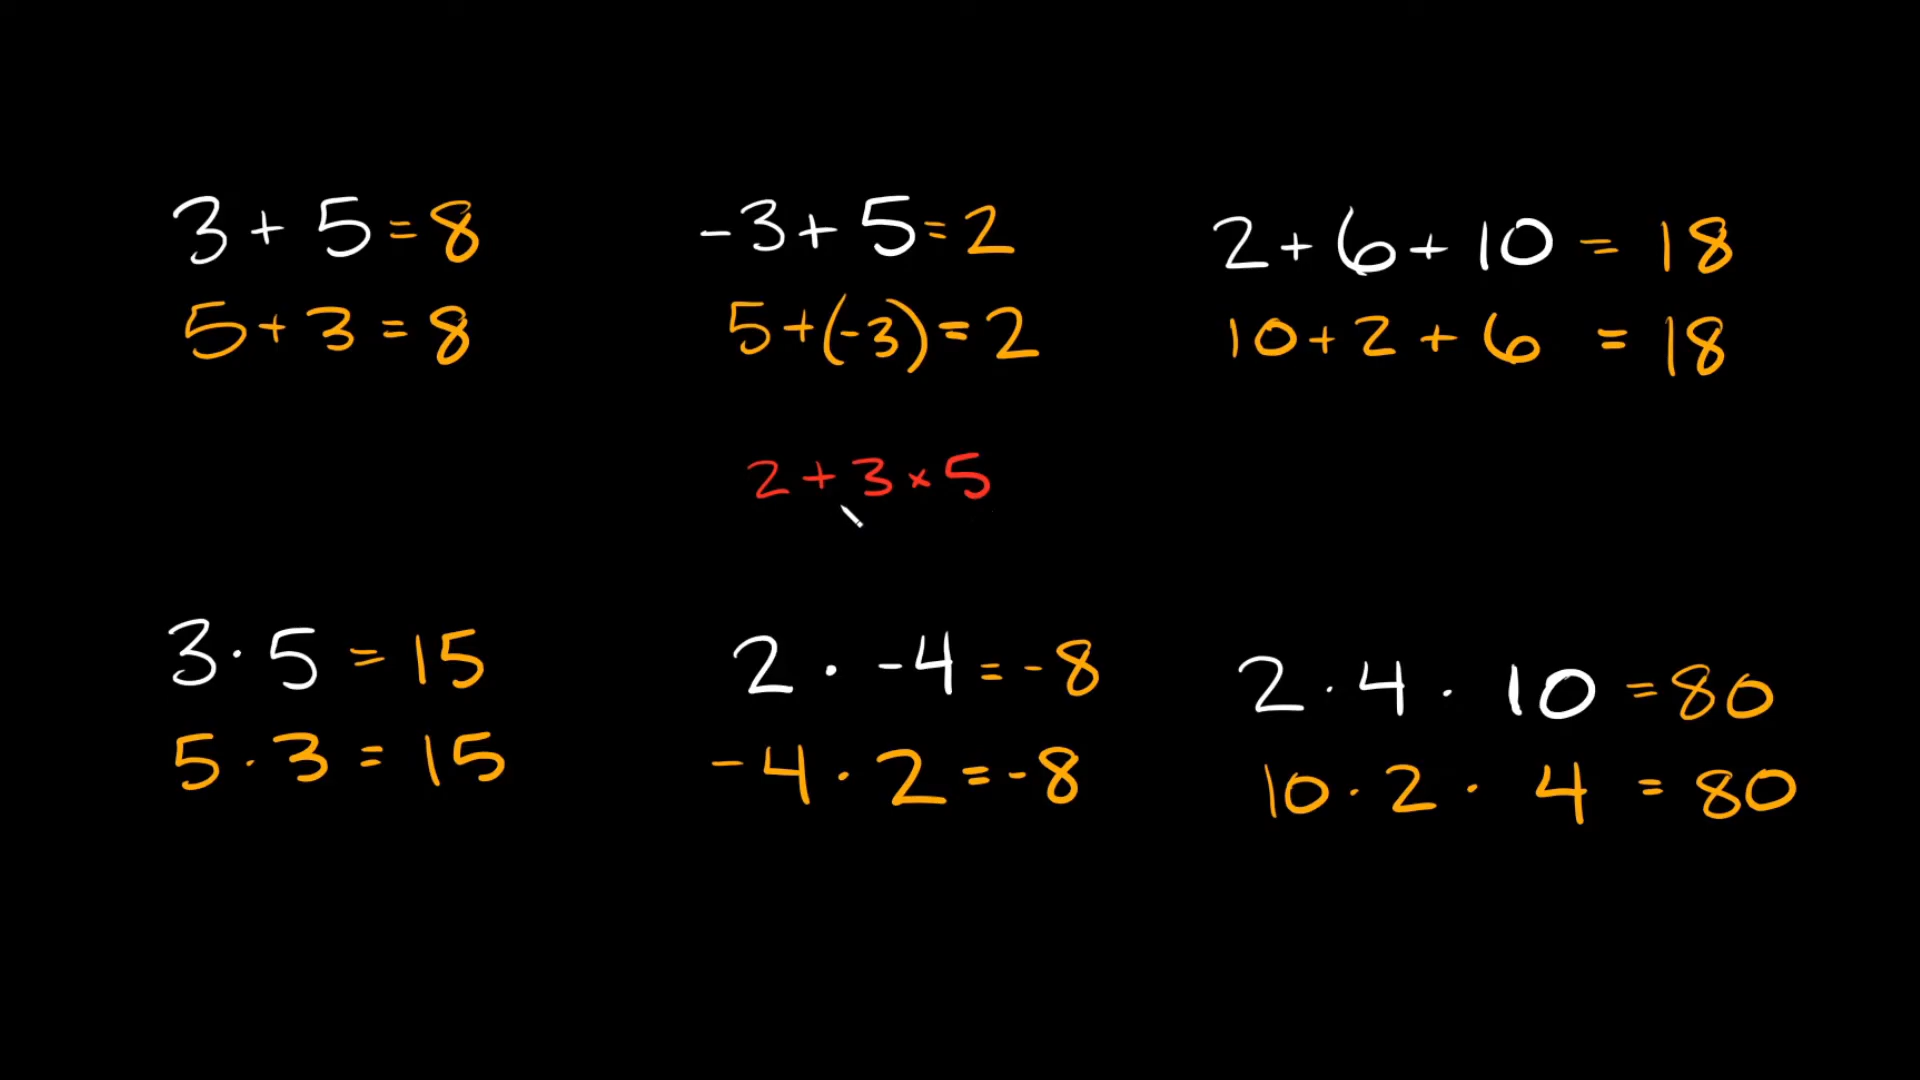 3 + 5 = 8
5 + 3 = 8
-3 + 5 = 2
5 + (-3) = 2
2 + 6 + 10 = 18
10 + 2 + 6 = 18
2 + 3 × 5
3 · 5 = 15
5 · 3 = 15
2 · -4 = -8
-4 · 2 = -8
2 · 4 · 10 = 80
10 · 2 · 4 = 80